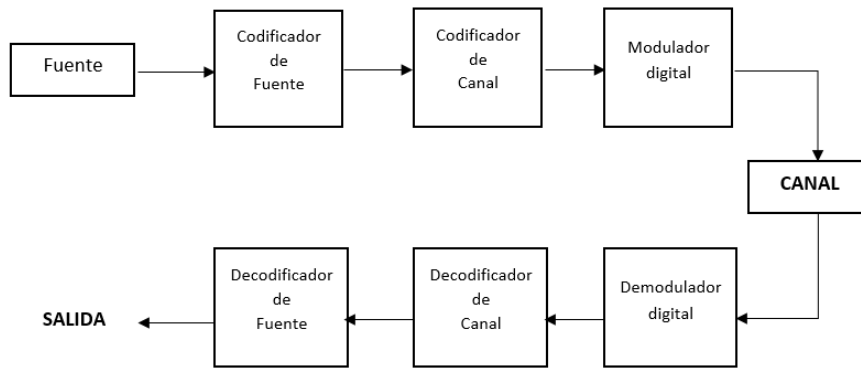 Fuente
Codificador
de
Fuente
Codificador
de
Canal
Modulador
digital
CANAL
Demodulador
digital
Decodificador
de
Canal
Decodificador
de
Fuente
SALIDA